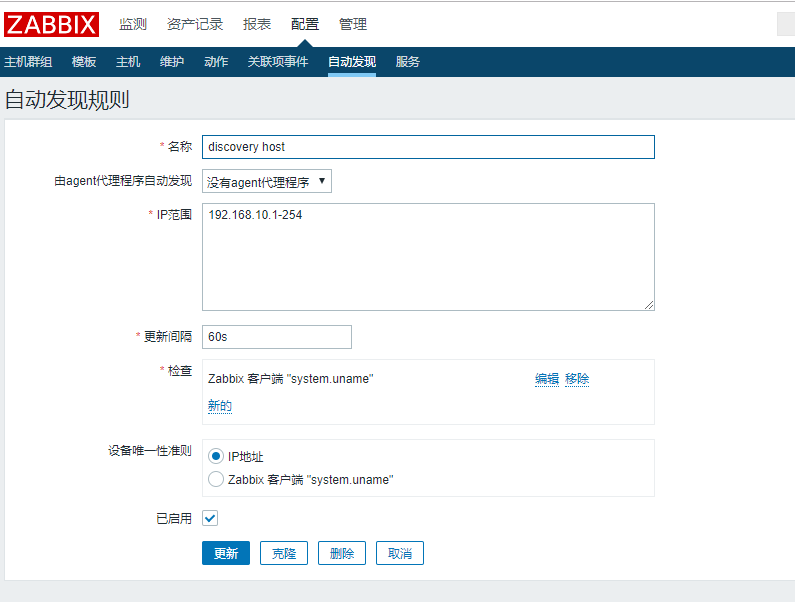 ZABBIX 监测 资产记录 报表 配置 管理
主机群组 模板 主机 维护 动作 关联项事件 自动发现 服务
自动发现规则
* 名称 discovery host
由agent代理程序自动发现 没有agent代理程序
* IP范围 192.168.10.1-254
* 更新间隔 60s
* 检查 Zabbix 客户端 "system.uname" 编辑 移除
新的
设备唯一性准则 IP地址
Zabbix 客户端 "system.uname"
已启用
更新 克隆 删除 取消